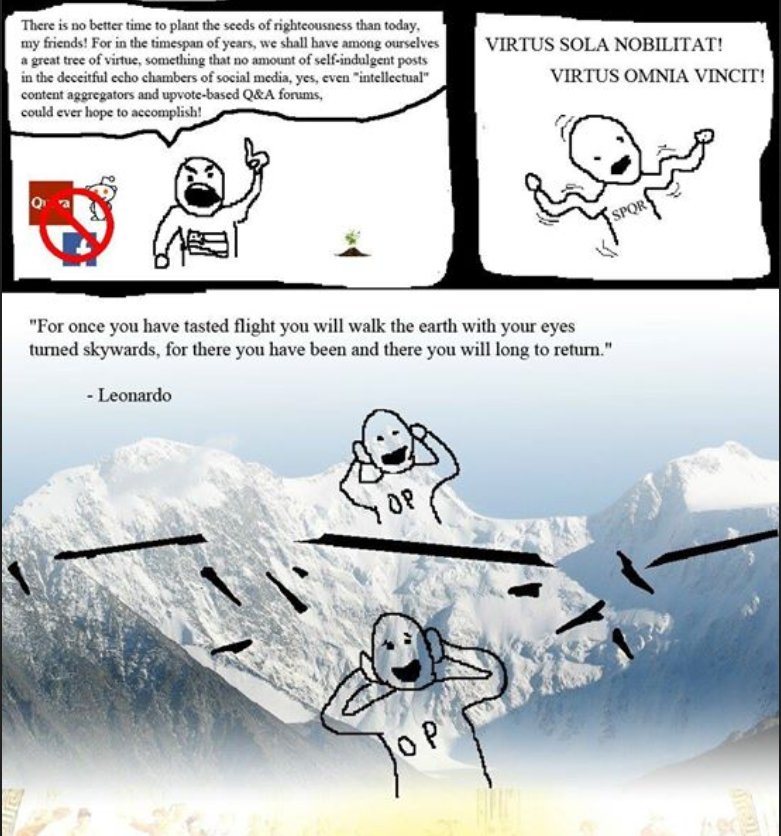 There is no better time to plant the seeds of righteousness than today,
my friends! For in the timespan of years, we shall have among ourselves
a great tree of virtue, something that no amount of self-indulgent posts
in the deceitful echo chambers of social media, yes, even "intellectual"
content aggregators and upvote-based Q&A forums,
could ever hope to accomplish!
VIRTUS SOLA NOBILITAT!
VIRTUS OMNIA VINCIT!
SPQR
"For once you have tasted flight you will walk the earth with your eyes
turned skywards, for there you have been and there you will long to return."
- Leonardo
OP
OP